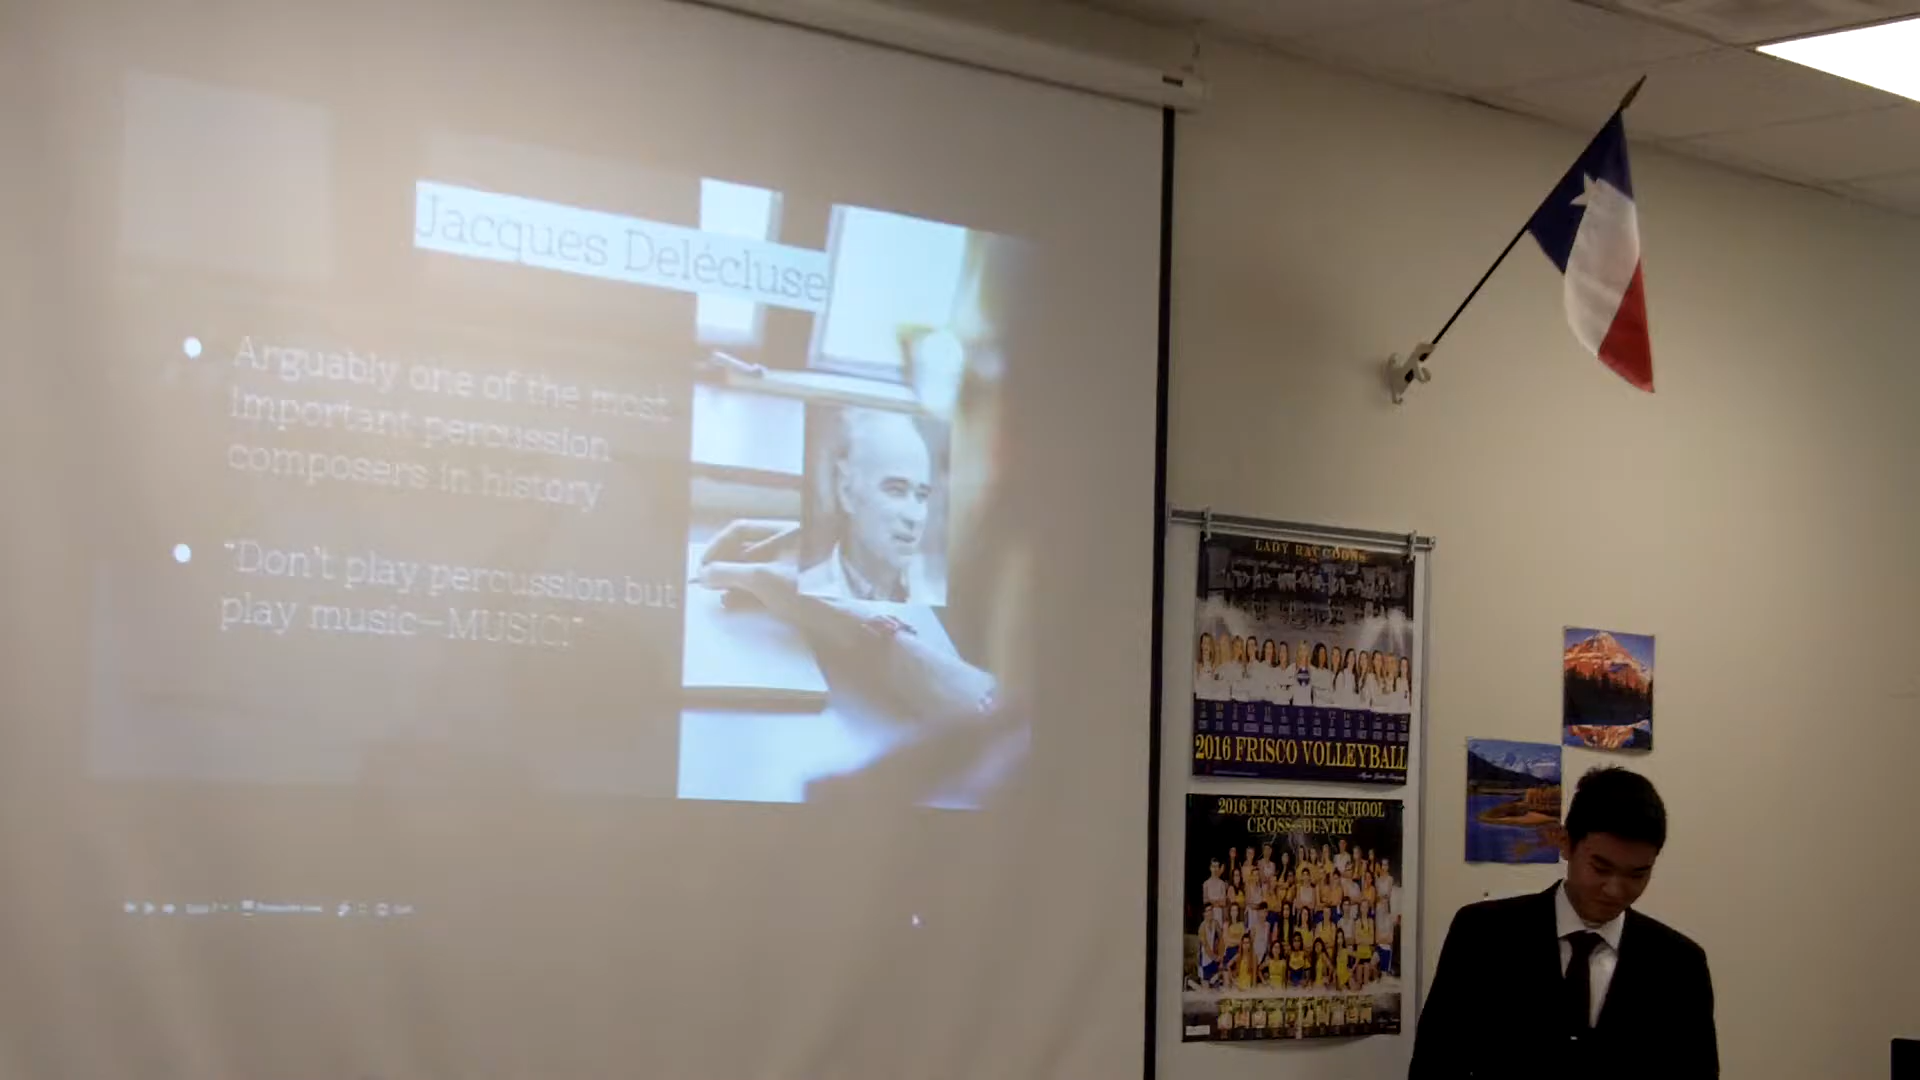 Jacques Delécluse
Arguably one of the most
important percussion
composers in history
"Don't play percussion but
play music—MUSIC!"
LADY RACCOONS
2016 FRISCO VOLLEYBALL
2016 FRISCO HIGH SCHOOL
CROSS COUNTRY